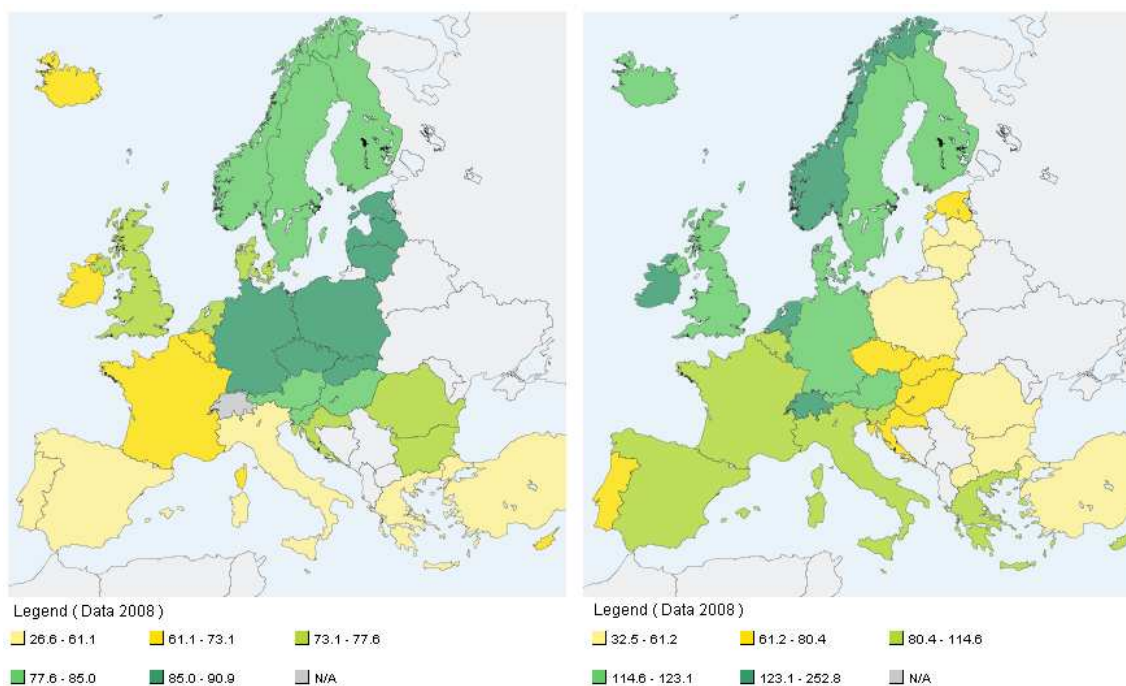 Legend ( Data 2008 )
26.6 - 61.1 61.1 - 73.1 73.1 - 77.6
77.6 - 85.0 85.0 - 90.9 N/A
Legend ( Data 2008 )
32.5 - 61.2 61.2 - 80.4 80.4 - 114.6
114.6 - 123.1 123.1 - 252.8 N/A